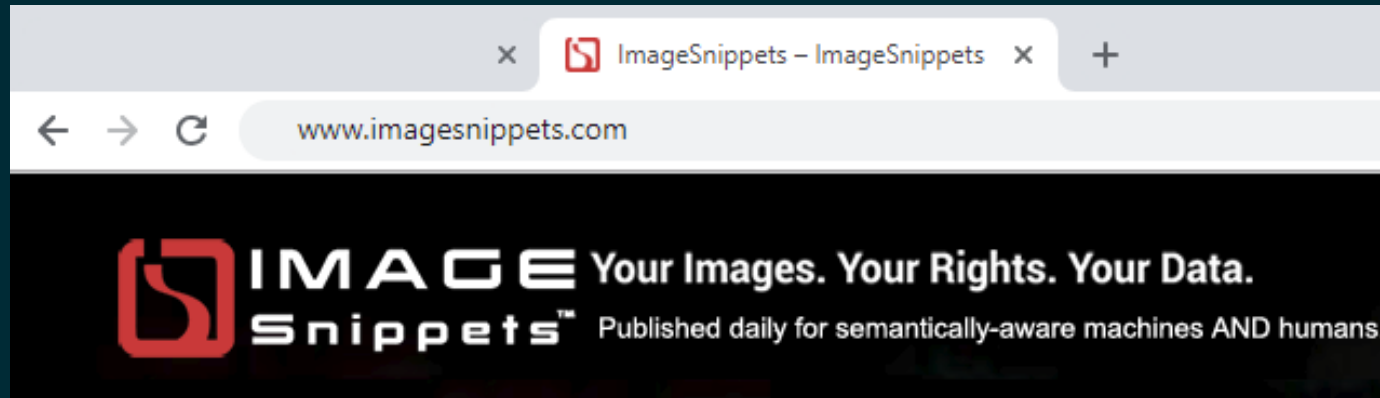 ImageSnippets – ImageSnippets
www.imagesnippets.com
IMAGE
Snippets™
Your Images. Your Rights. Your Data.
Published daily for semantically-aware machines AND humans